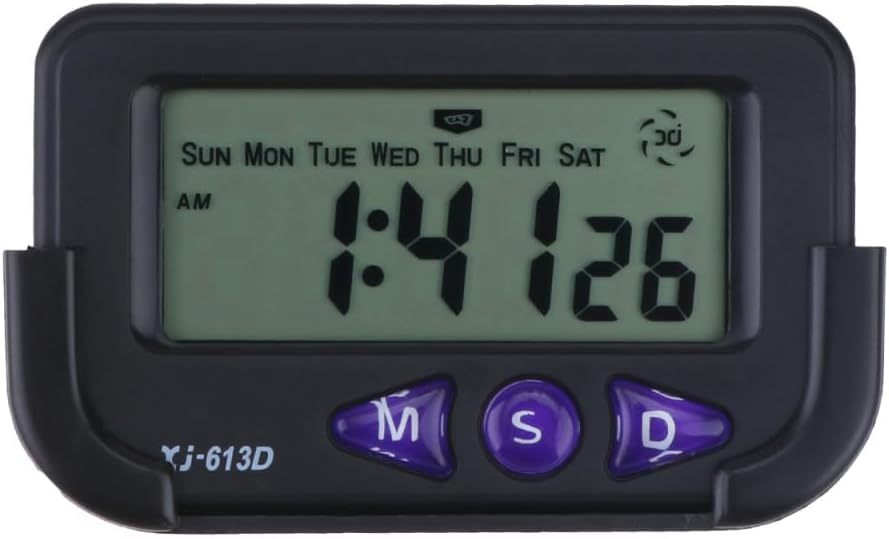 SUN MON TUE WED THU FRI SAT
AM
1:41 26
M S D
XJ-613D